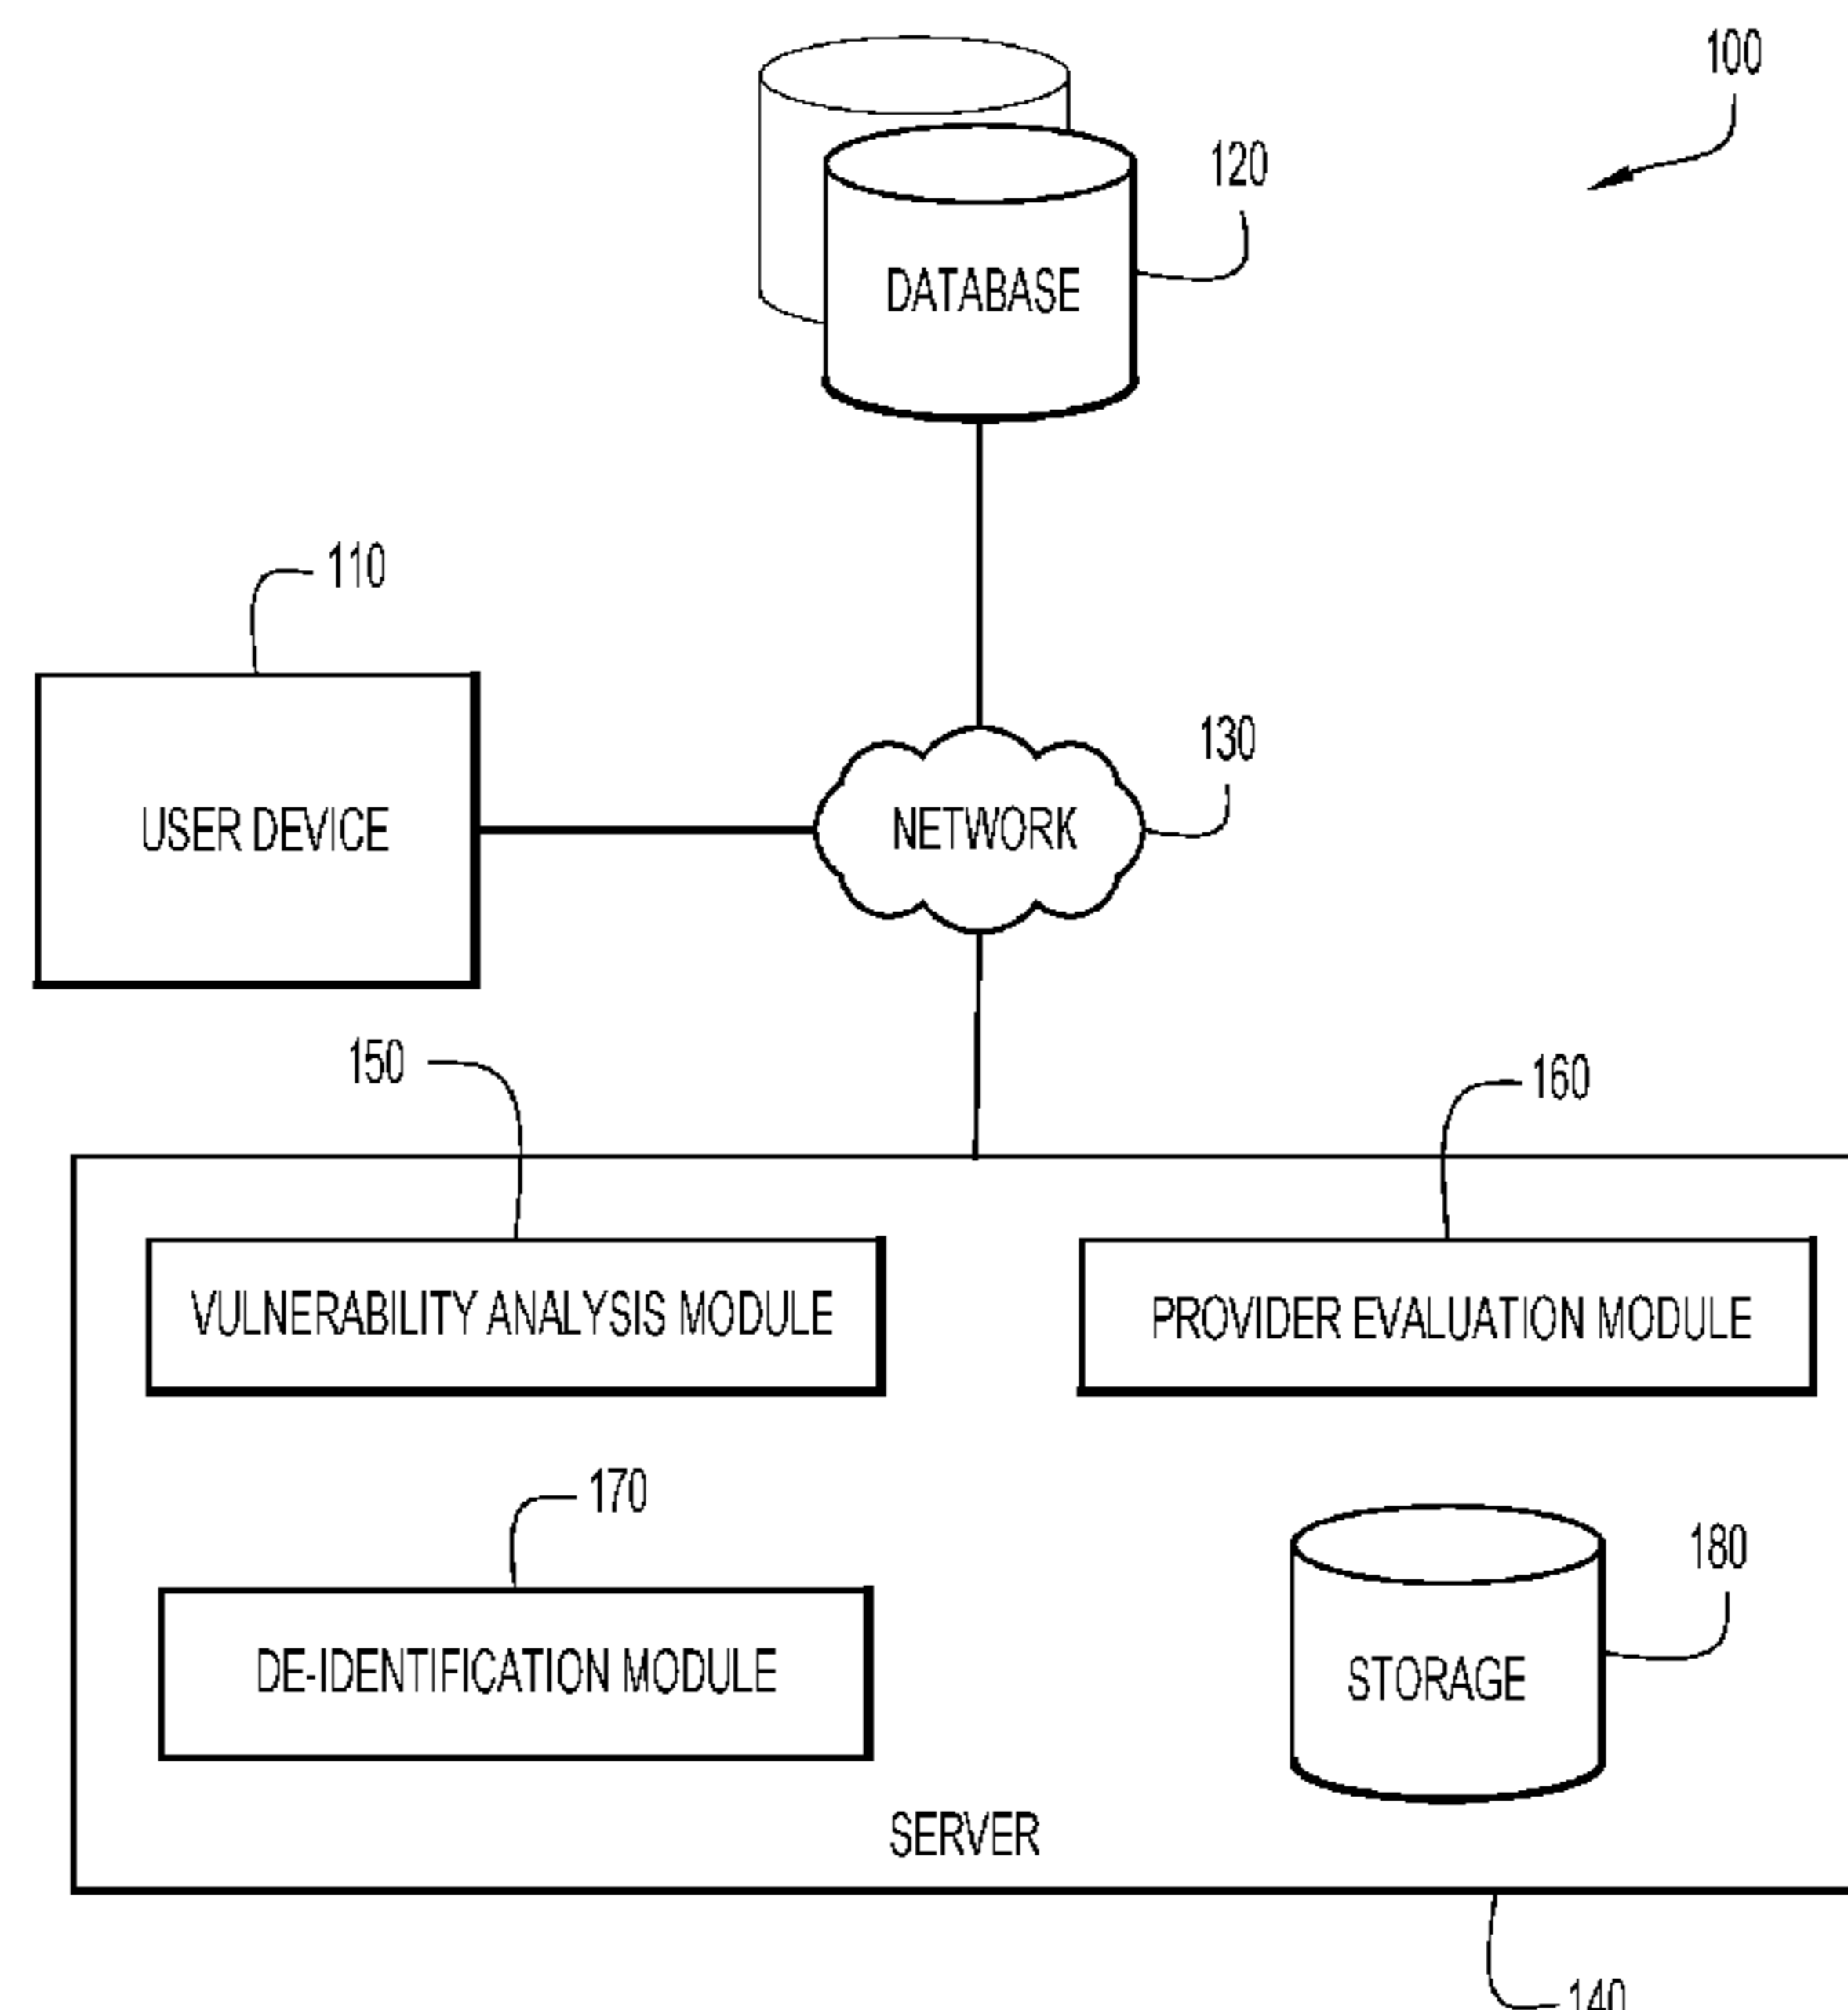 100
120
DATABASE
110
130
USER DEVICE
NETWORK
150
160
VULNERABILITY ANALYSIS MODULE
PROVIDER EVALUATION MODULE
170
180
DE-IDENTIFICATION MODULE
STORAGE
SERVER
140